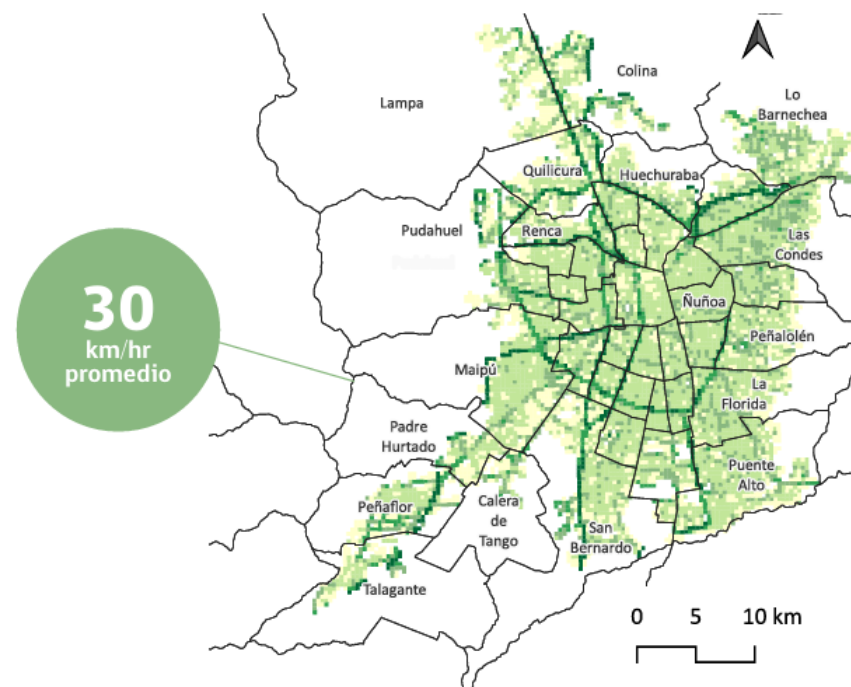 Colina
Lampa
Lo
Barnechea
Quilicura
Huechuraba
Pudahuel
Renca
Las
Condes
30
km/hr
promedio
Ñuñoa
Peñalolén
Maipú
La
Florida
Padre
Hurtado
Puente
Alto
Peñaflor
Calera
de
Tango
San
Bernardo
Talagante
0 5 10 km